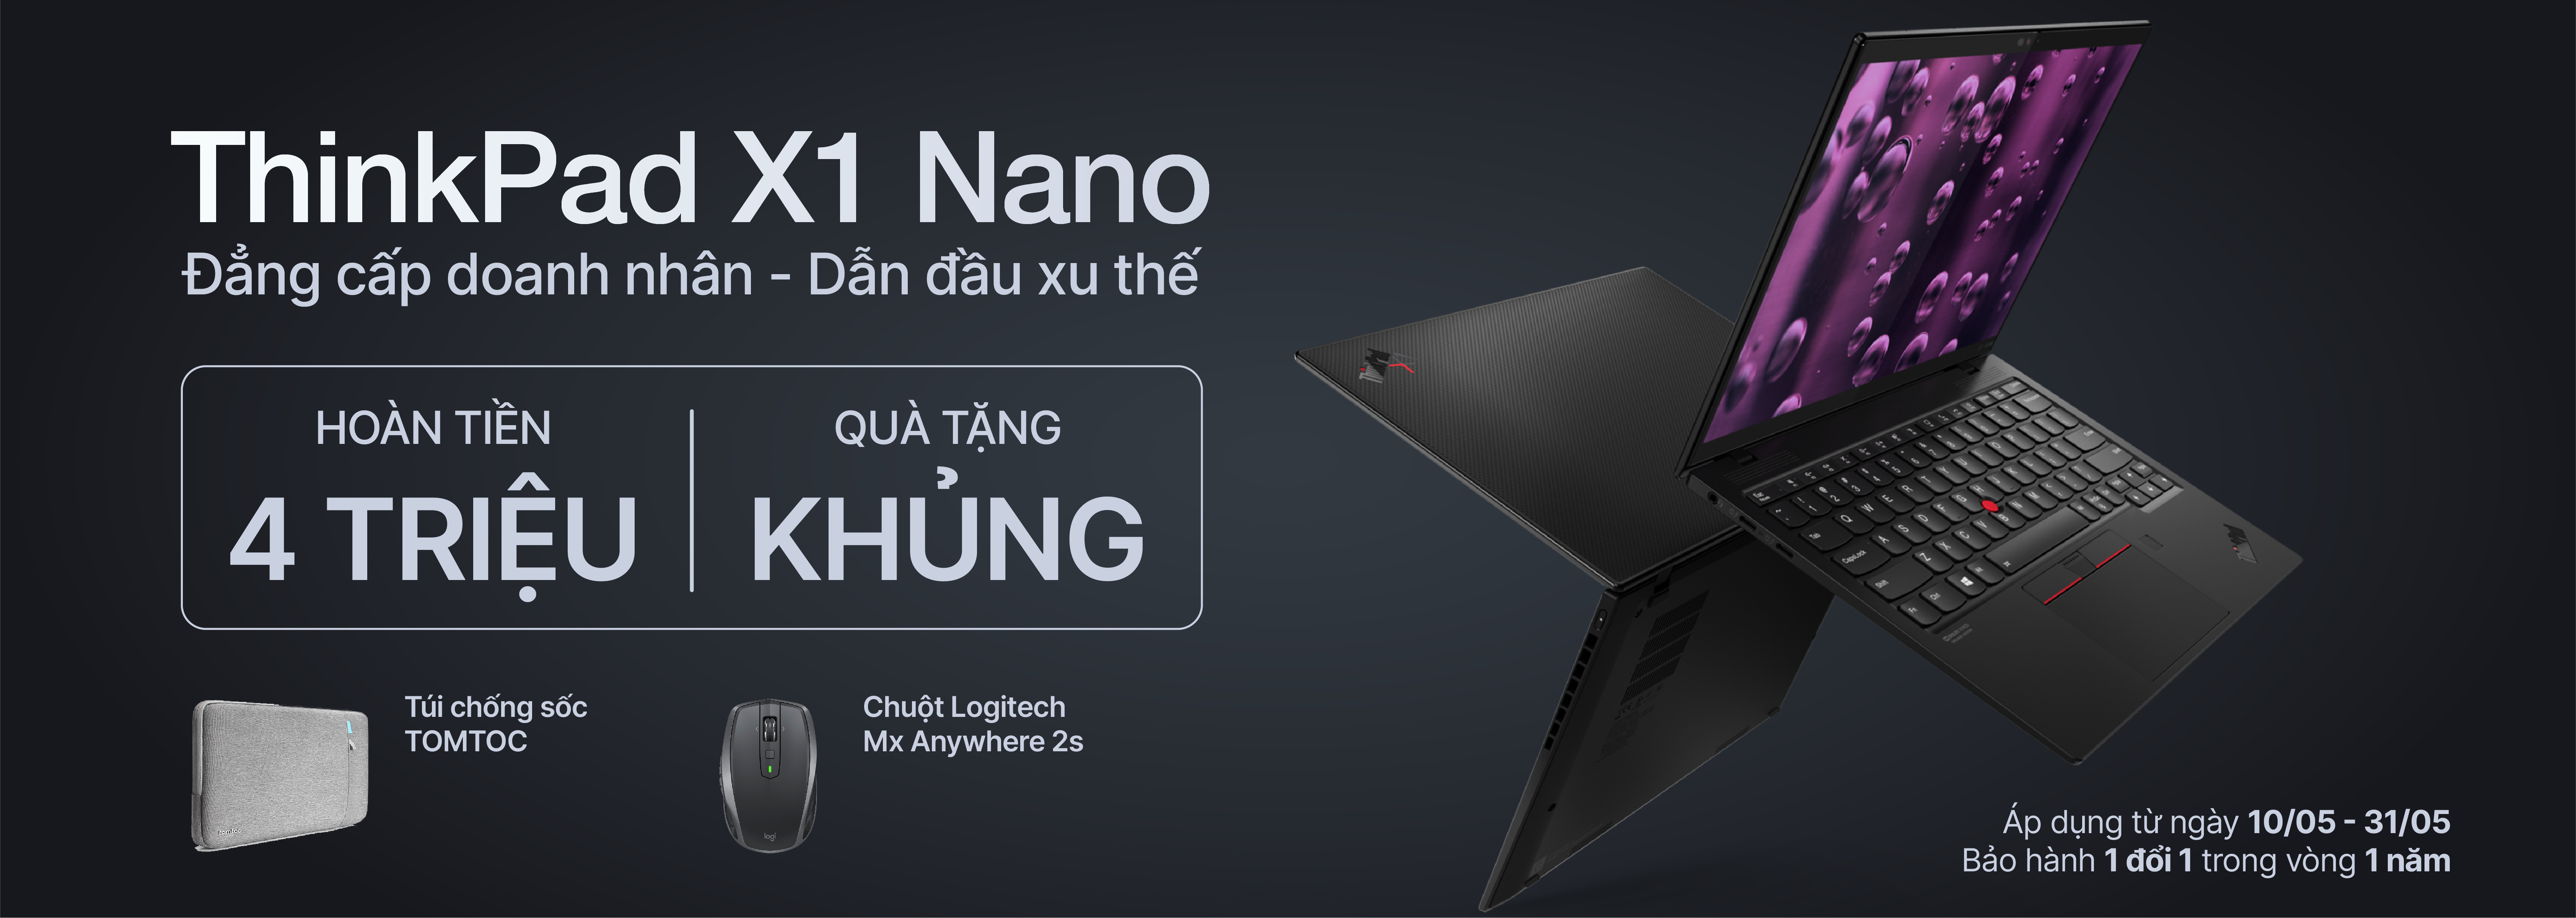 ThinkPad X1 Nano
Đẳng cấp doanh nhân - Dẫn đầu xu thế
HOÀN TIỀN
4 TRIỆU
QUÀ TẶNG
KHỦNG
Túi chống sốc
TOMTOC
Chuột Logitech
Mx Anywhere 2s
logi
tomtoc
Áp dụng từ ngày 10/05 - 31/05
Bảo hành 1 đổi 1 trong vòng 1 năm